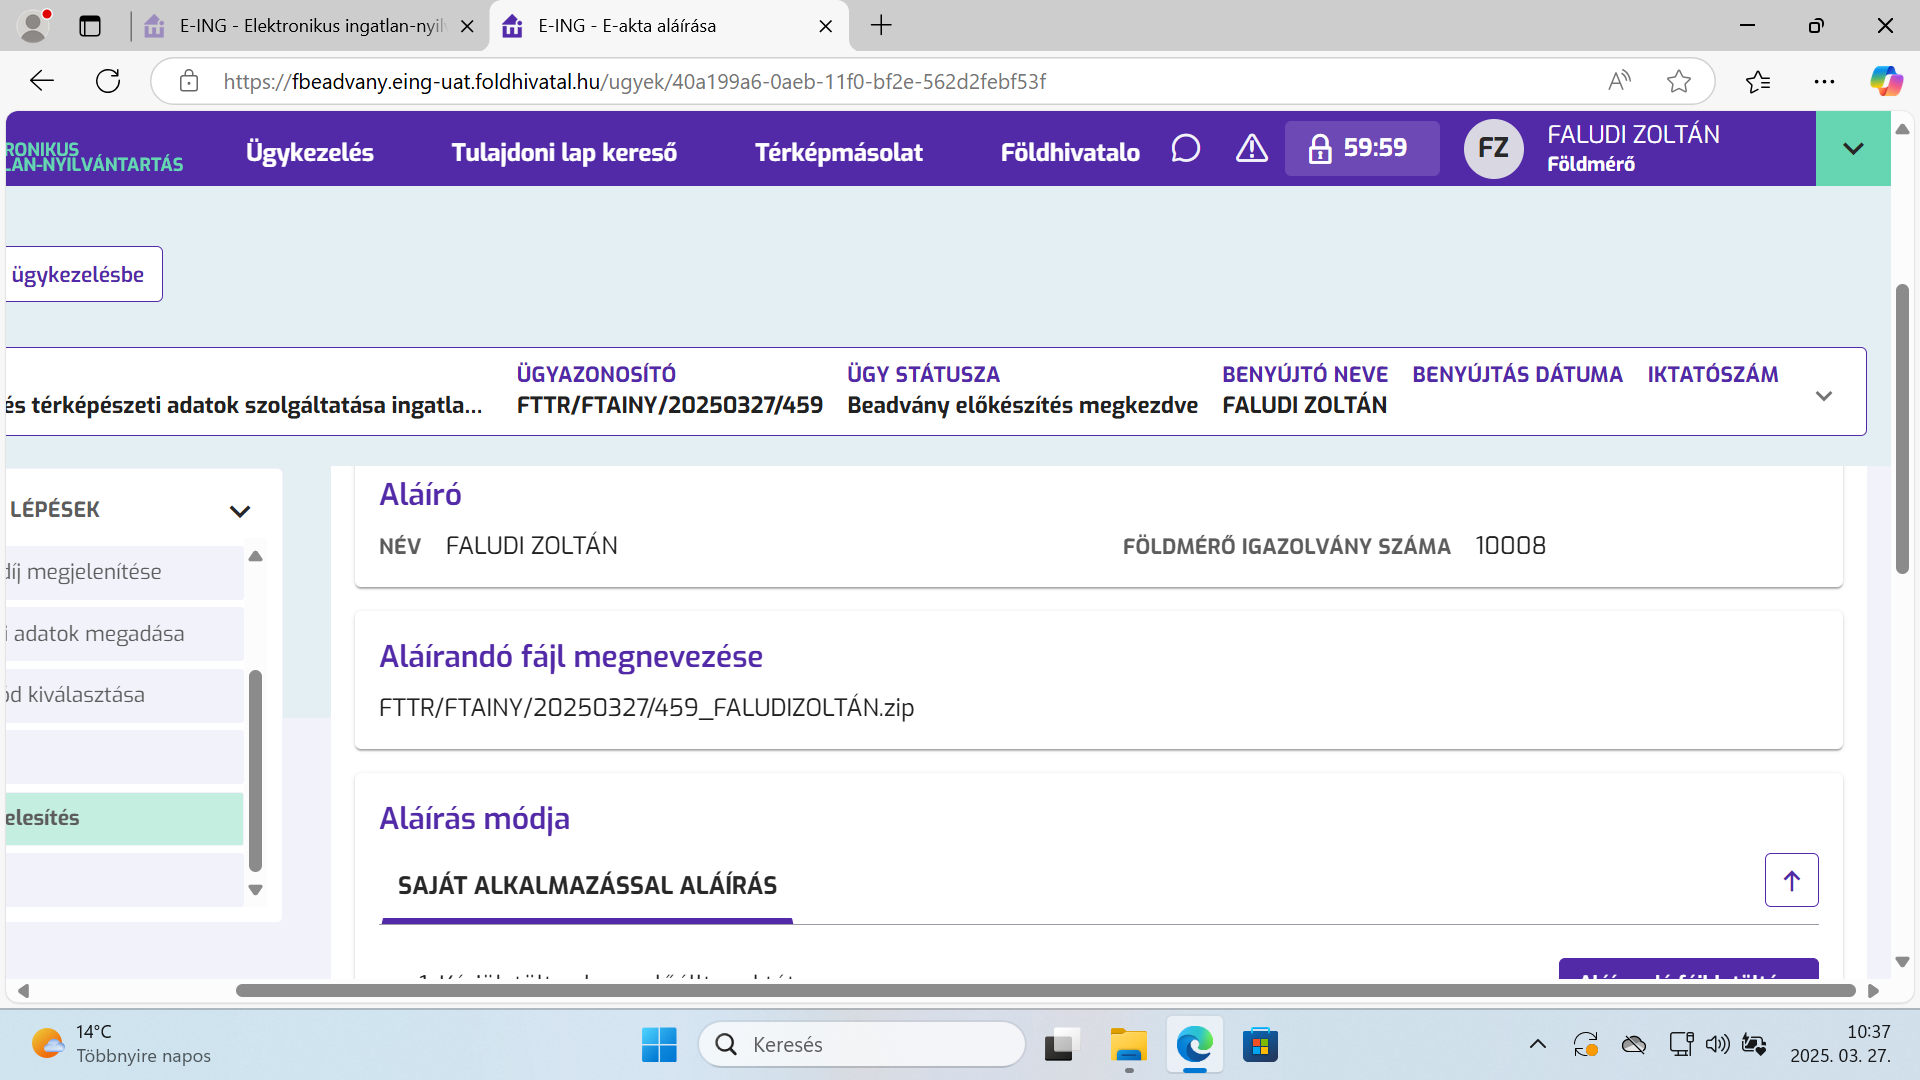 E-ING - Elektronikus ingatlan-nyil
E-ING - E-akta aláírása
https://fbeadvany.eing-uat.foldhivatal.hu/ugyek/40a199a6-0aeb-11f0-bf2e-562d2febf53f
RONIKUS
LAN-NYILVÁNTARTÁS
Ügykezelés
Tulajdoni lap kereső
Térképmásolat
Földhivatalo
59:59
FZ
FALUDI ZOLTÁN
Földmérő
ügykezelésbe
ÜGYAZONOSÍTÓ
ÜGY STÁTUSZA
BENYÚJTÓ NEVE
BENYÚJTÁS DÁTUMA
IKTATÓSZÁM
és térképészeti adatok szolgáltatása ingatla...
FTTR/FTAINY/20250327/459
Beadvány előkészítés megkezdve
FALUDI ZOLTÁN
LÉPÉSEK
díj megjelenítése
i adatok megadása
ód kiválasztása
elesítés
Aláíró
NÉV FALUDI ZOLTÁN
FÖLDMÉRŐ IGAZOLVÁNY SZÁMA 10008
Aláírandó fájl megnevezése
FTTR/FTAINY/20250327/459_FALUDIZOLTÁN.zip
Aláírás módja
SAJÁT ALKALMAZÁSSAL ALÁÍRÁS
14°C
Többnyire napos
Keresés
10:37
2025. 03. 27.